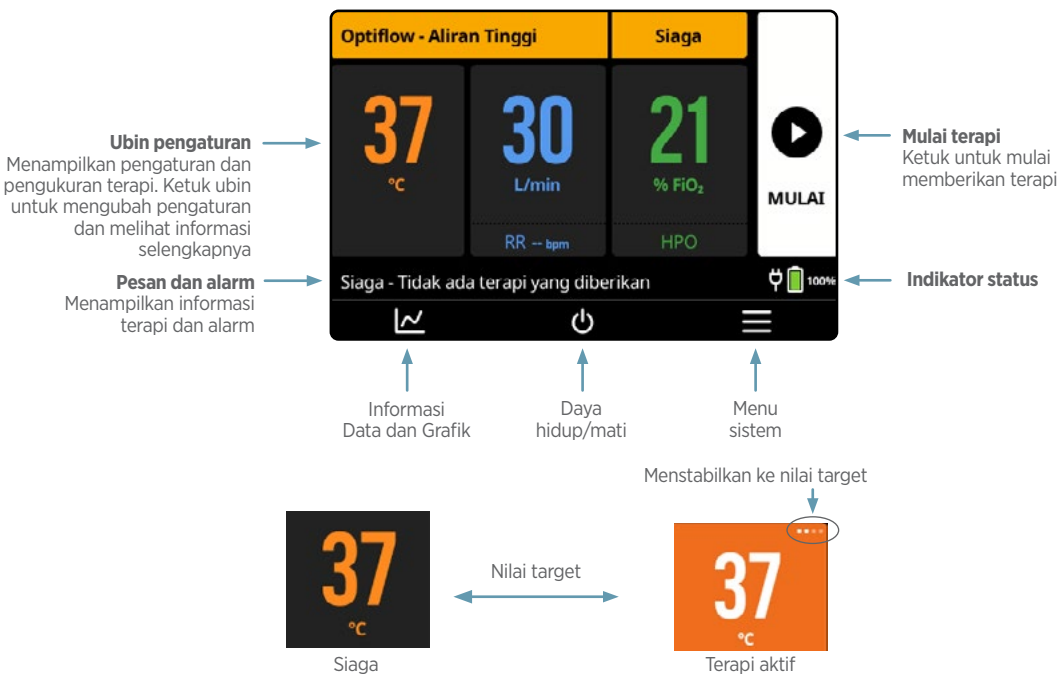 Optiflow - Aliran Tinggi
Siaga
37
°C
30
L/min
RR -- bpm
21
% FiO₂
HPO
MULAI
Siaga - Tidak ada terapi yang diberikan
100%
Ubin pengaturan
Menampilkan pengaturan dan
pengukuran terapi. Ketuk ubin
untuk mengubah pengaturan
dan melihat informasi
selengkapnya
Pesan dan alarm
Menampilkan informasi
terapi dan alarm
Mulai terapi
Ketuk untuk mulai
memberikan terapi
Indikator status
Informasi
Data dan Grafik
Daya
hidup/mati
Menu
sistem
Menstabilkan ke nilai target
37
°C
Siaga
Nilai target
37
°C
Terapi aktif